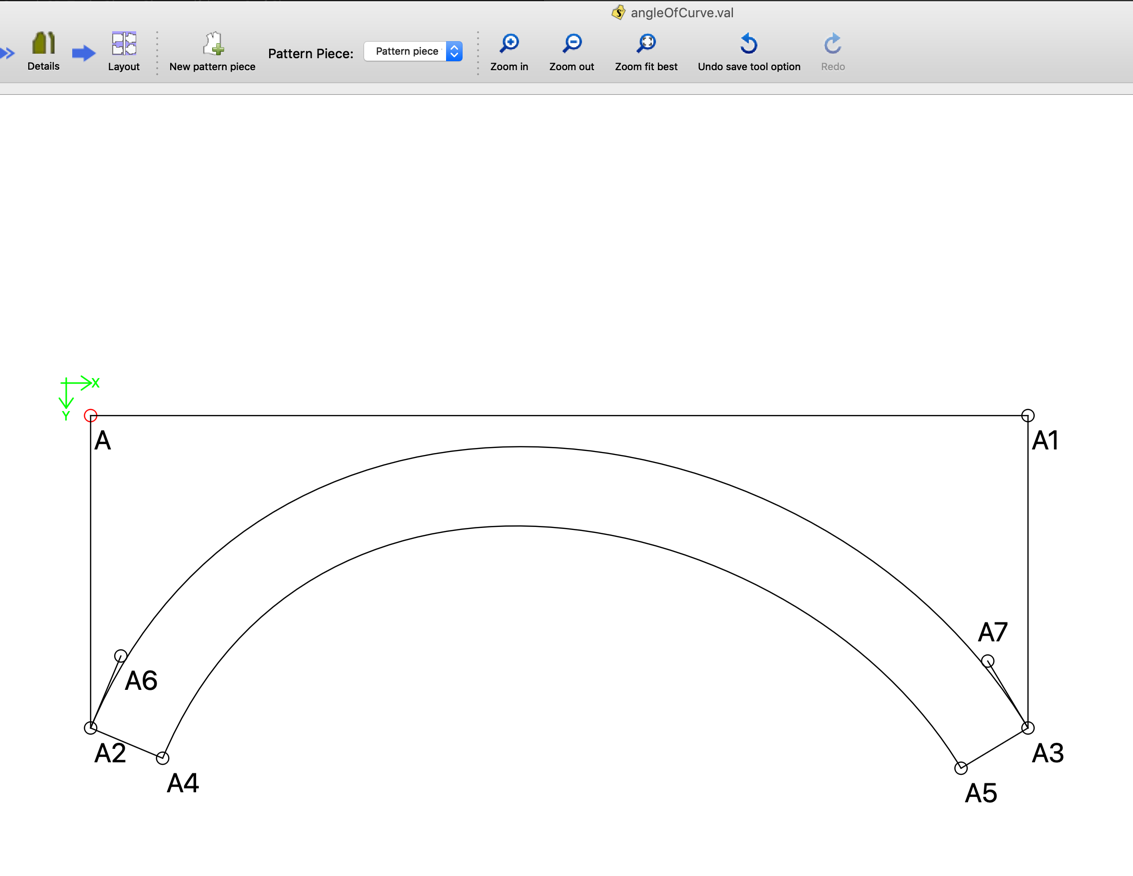 angleOfCurve.val
Details
Layout
New pattern piece
Pattern Piece:
Pattern piece
Zoom in
Zoom out
Zoom fit best
Undo save tool option
Redo
X
Y
A
A1
A7
A6
A2
A3
A4
A5